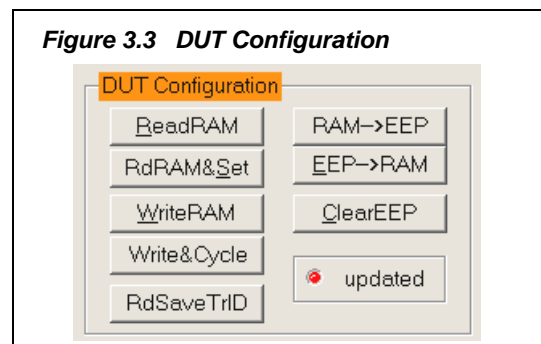 Figure 3.3 DUT Configuration
DUT Configuration
ReadRAM
RdRAM&Set
WriteRAM
Write&Cycle
RdSaveTrID
RAM->EEP
EEP->RAM
ClearEEP
updated